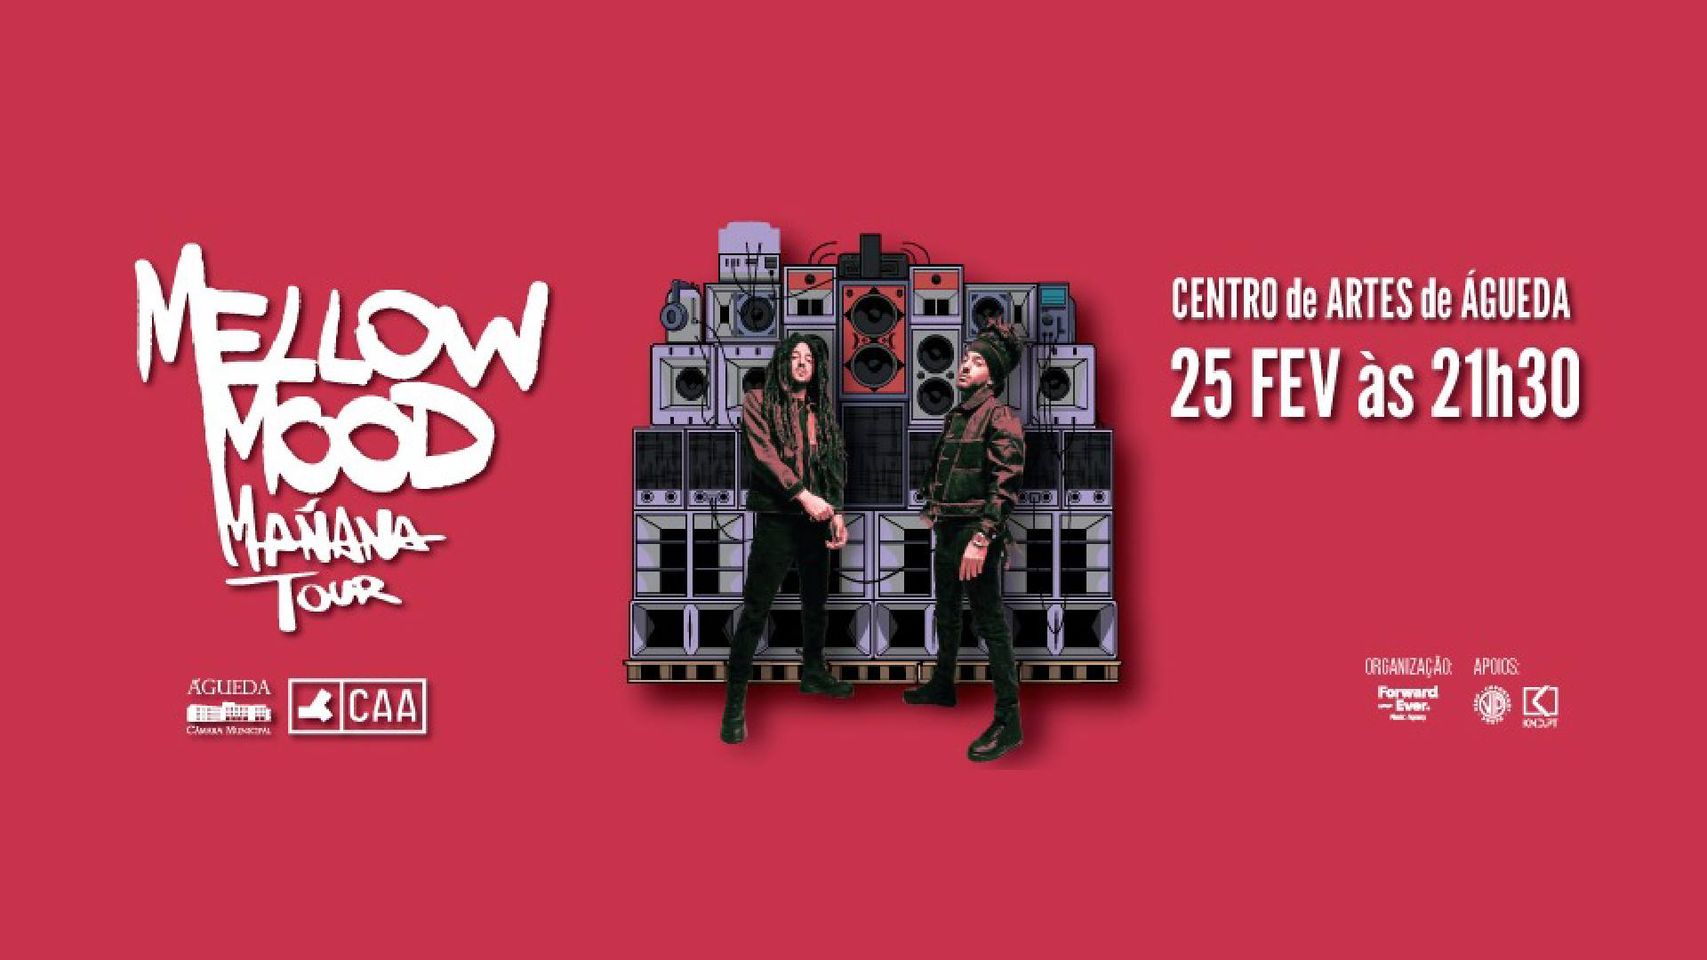 MELLOW
MOOD
MAÑANA
TOUR
CENTRO de ARTES de ÁGUEDA
25 FEV às 21h30
ÁGUEDA
CÂMARA MUNICIPAL
CAA
ORGANIZAÇÃO:
Forward
Ever.
APOIOS: